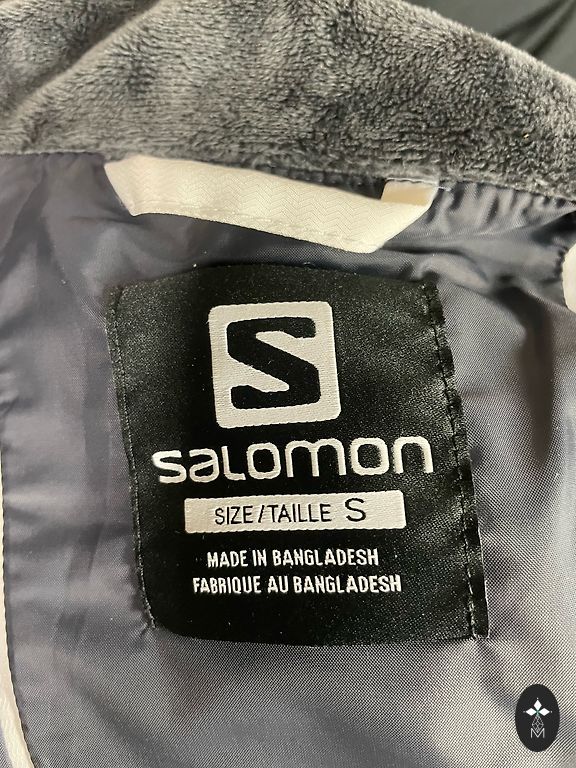 S
SALOMON
SIZE/TAILLE S
MADE IN BANGLADESH
FABRIQUE AU BANGLADESH
M